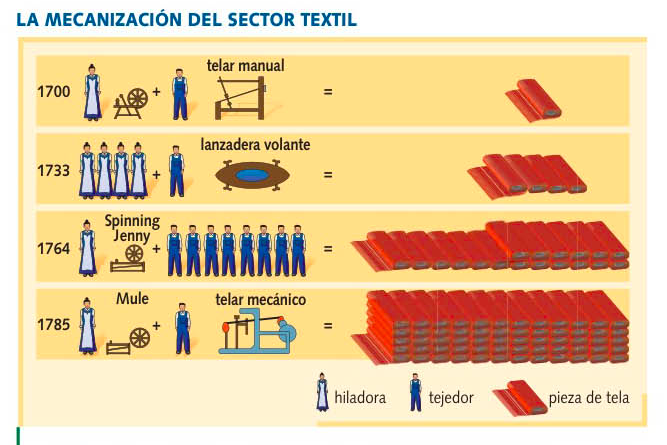 LA MECANIZACIÓN DEL SECTOR TEXTIL
telar manual
1700 + =
lanzadera volante
1733 + =
Spinning
Jenny
1764 + =
Mule telar mecánico
1785 + =
hiladora tejedor pieza de tela